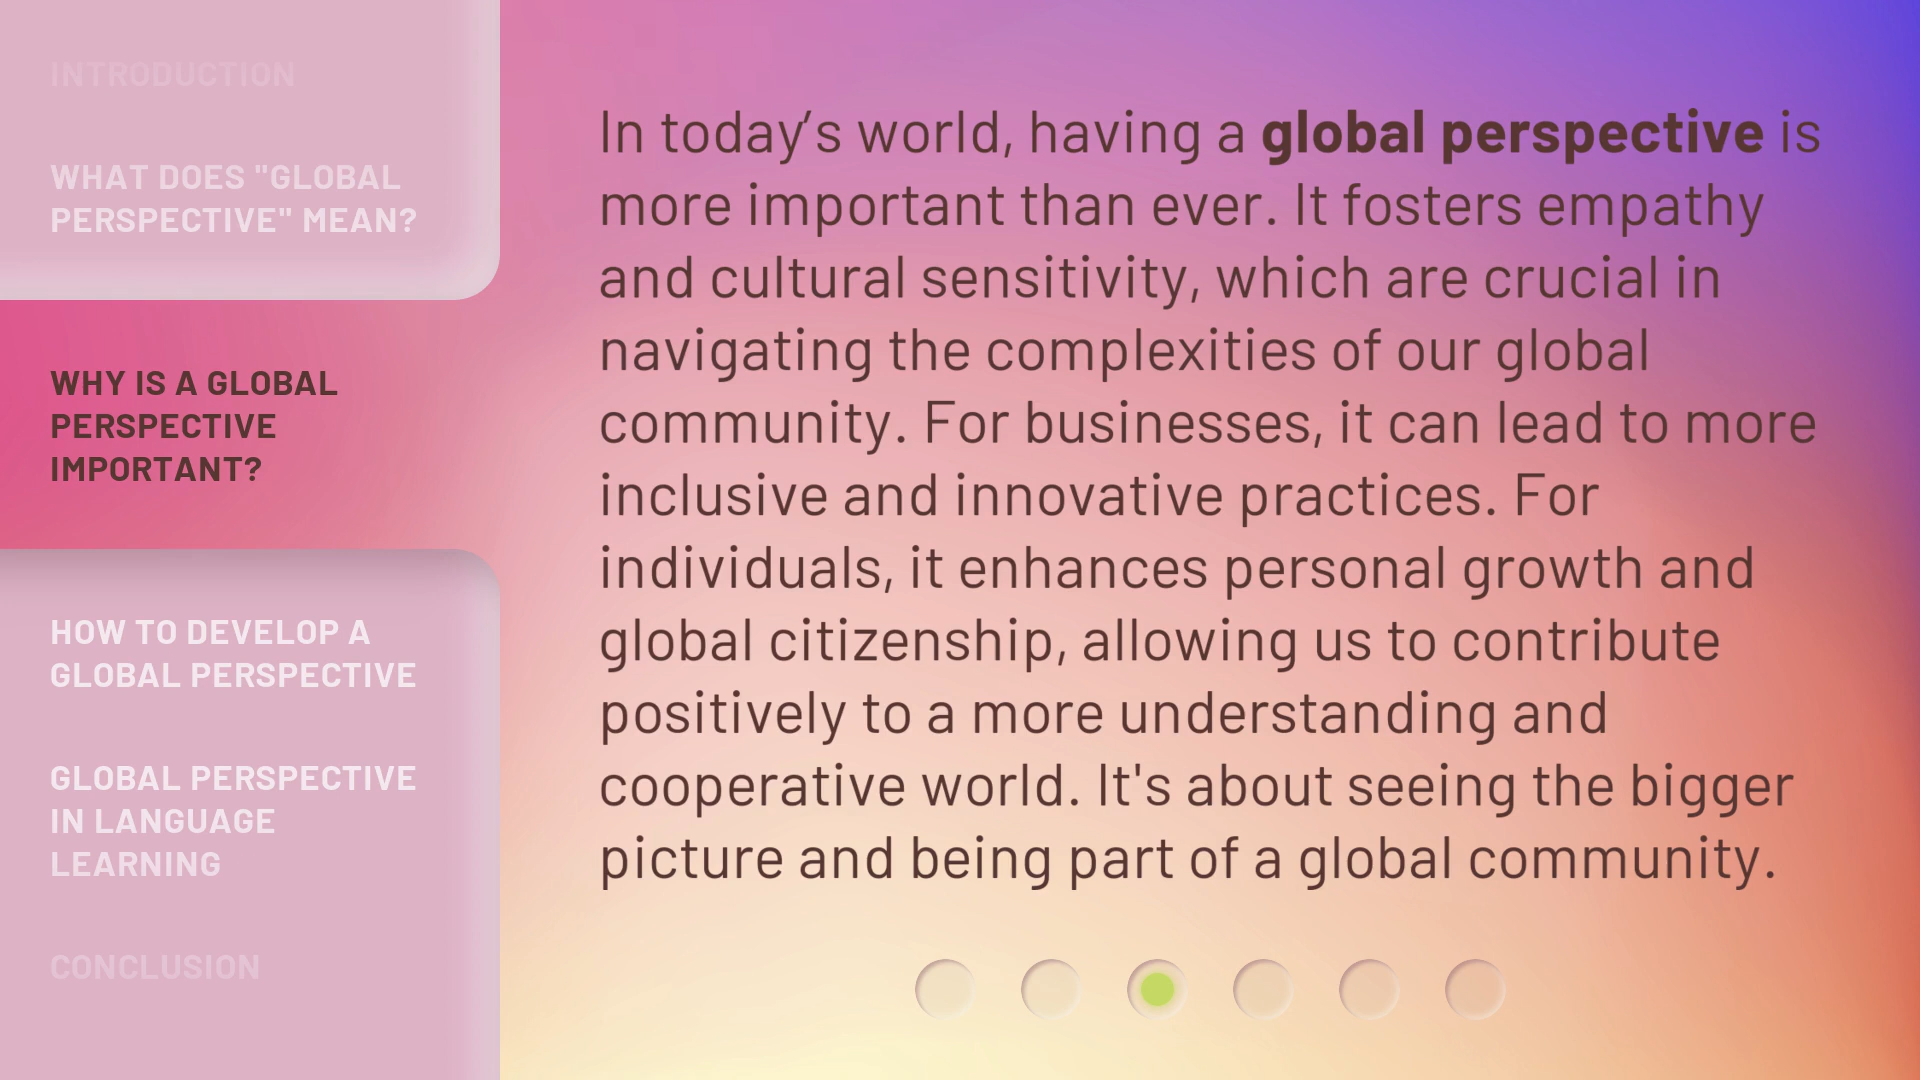 INTRODUCTION
WHAT DOES "GLOBAL
PERSPECTIVE" MEAN?
WHY IS A GLOBAL
PERSPECTIVE
IMPORTANT?
HOW TO DEVELOP A
GLOBAL PERSPECTIVE
GLOBAL PERSPECTIVE
IN LANGUAGE
LEARNING
CONCLUSION
In today’s world, having a global perspective is
more important than ever. It fosters empathy
and cultural sensitivity, which are crucial in
navigating the complexities of our global
community. For businesses, it can lead to more
inclusive and innovative practices. For
individuals, it enhances personal growth and
global citizenship, allowing us to contribute
positively to a more understanding and
cooperative world. It's about seeing the bigger
picture and being part of a global community.